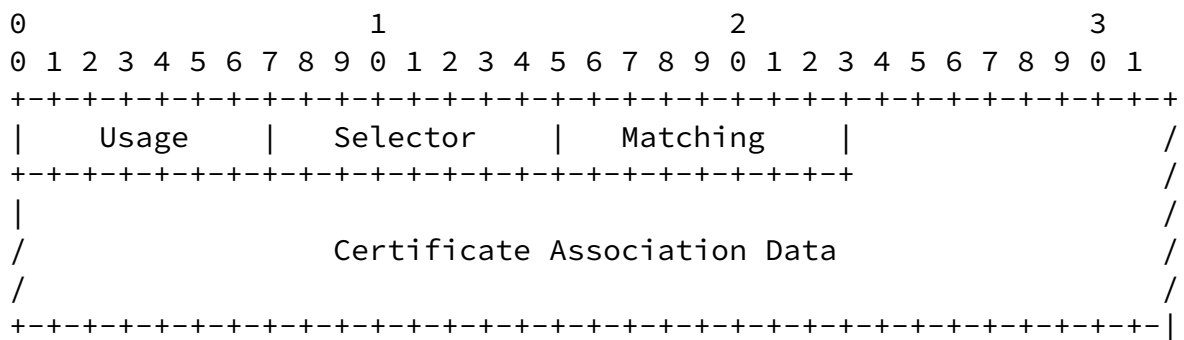 0                   1                   2                   3
0 1 2 3 4 5 6 7 8 9 0 1 2 3 4 5 6 7 8 9 0 1 2 3 4 5 6 7 8 9 0 1
+-+-+-+-+-+-+-+-+-+-+-+-+-+-+-+-+-+-+-+-+-+-+-+-+-+-+-+-+-+-+-+-+
|    Usage    |   Selector    |   Matching    |                 /
+-+-+-+-+-+-+-+-+-+-+-+-+-+-+-+-+-+-+-+-+-+-+-+                 /
|                                                               /
/                 Certificate Association Data                  /
/                                                               /
+-+-+-+-+-+-+-+-+-+-+-+-+-+-+-+-+-+-+-+-+-+-+-+-+-+-+-+-+-+-+-+-|